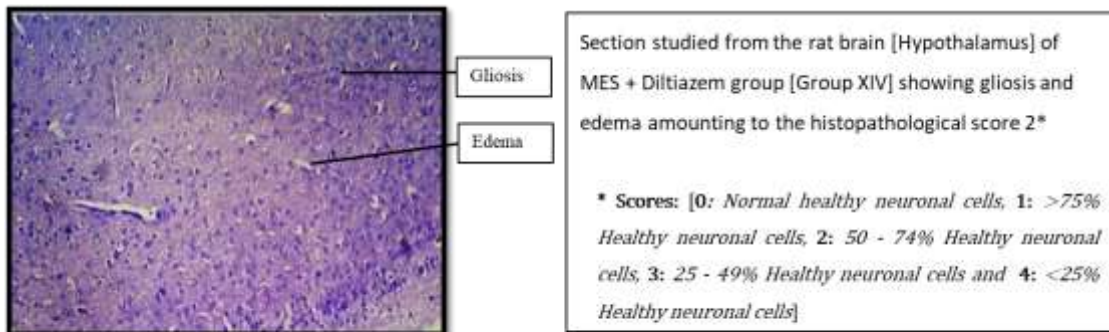 Gliosis
Edema
Section studied from the rat brain [Hypothalamus] of
MES + Diltiazem group [Group XIV] showing gliosis and
edema amounting to the histopathological score 2*
* Scores: [0: Normal healthy neuronal cells, 1: >75%
Healthy neuronal cells, 2: 50 - 74% Healthy neuronal
cells, 3: 25 - 49% Healthy neuronal cells and 4: <25%
Healthy neuronal cells]